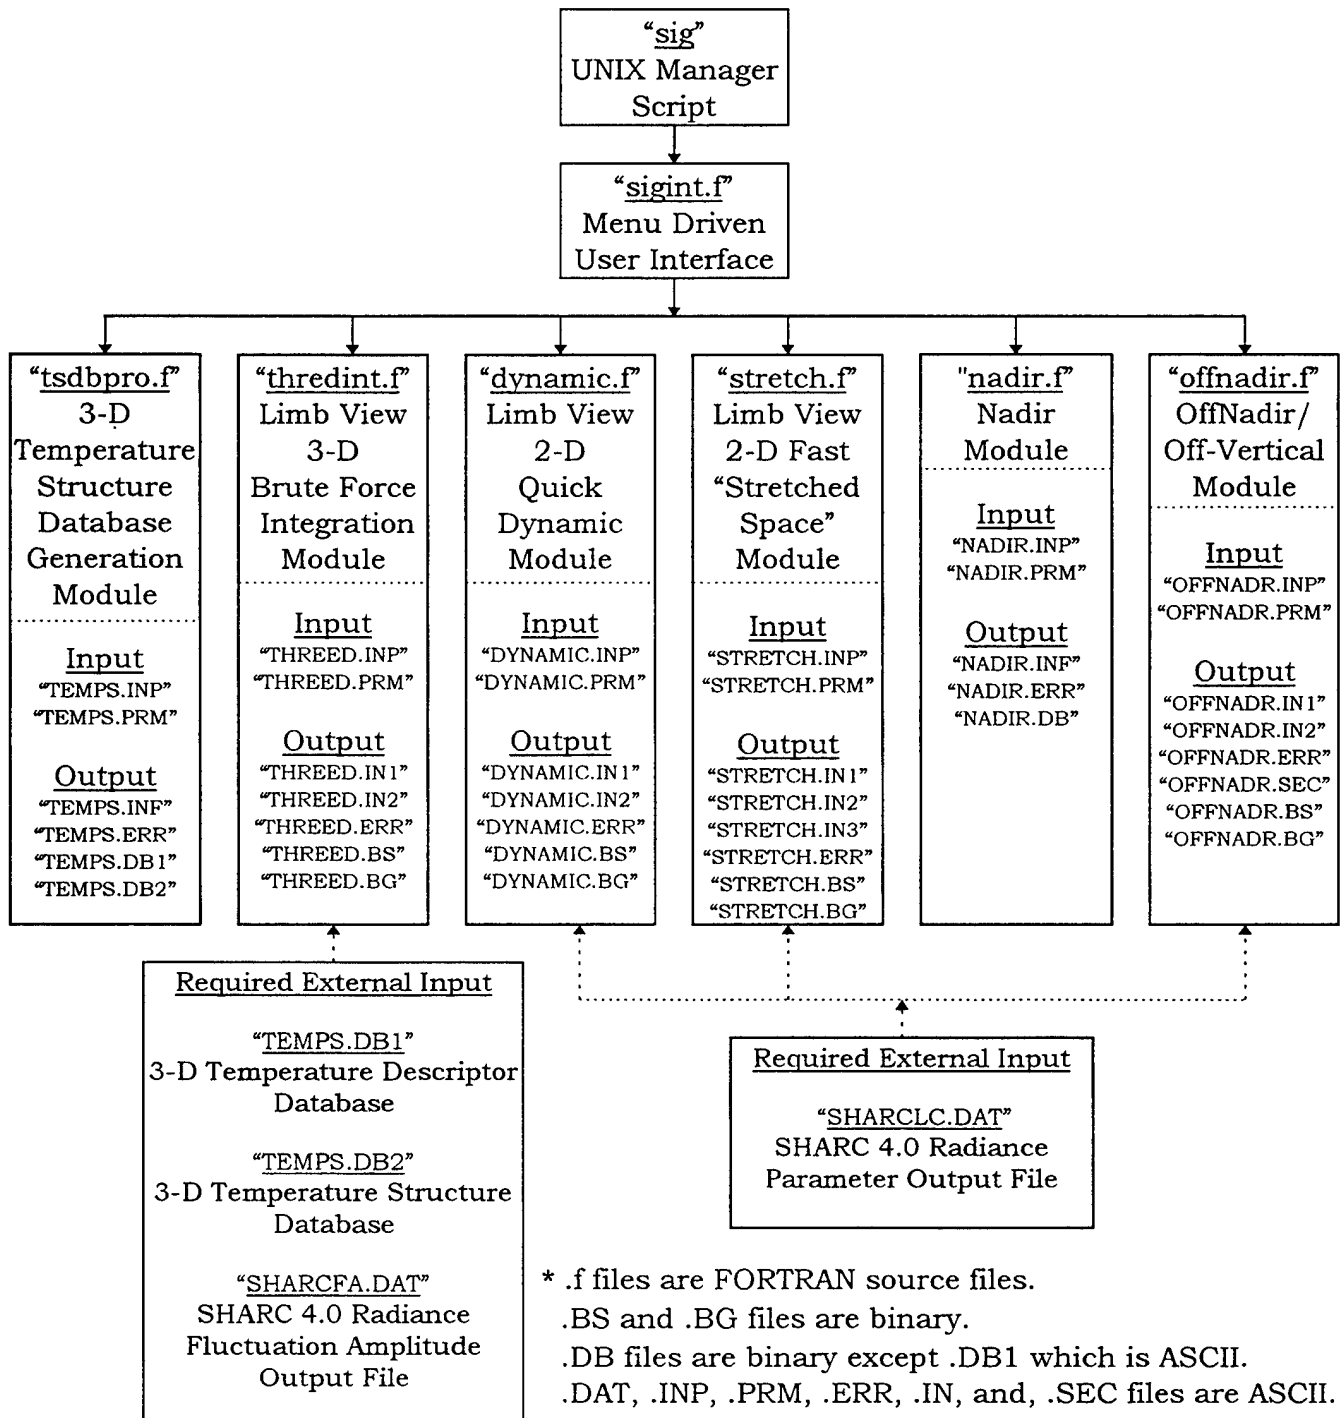 “sig”
UNIX Manager
Script
“sigint.f”
Menu Driven
User Interface
“tsdbpro.f”
3-D
Temperature
Structure
Database
Generation
Module
Input
“TEMPS.INP”
“TEMPS.PRM”
Output
“TEMPS.INF”
“TEMPS.ERR”
“TEMPS.DB1”
“TEMPS.DB2”
“thredint.f”
Limb View
3-D
Brute Force
Integration
Module
Input
“THREED.INP”
“THREED.PRM”
Output
“THREED.IN1”
“THREED.IN2”
“THREED.ERR”
“THREED.BS”
“THREED.BG”
“dynamic.f”
Limb View
2-D
Quick
Dynamic
Module
Input
“DYNAMIC.INP”
“DYNAMIC.PRM”
Output
“DYNAMIC.IN1”
“DYNAMIC.IN2”
“DYNAMIC.ERR”
“DYNAMIC.BS”
“DYNAMIC.BG”
“stretch.f”
Limb View
2-D Fast
“Stretched
Space”
Module
Input
“STRETCH.INP”
“STRETCH.PRM”
Output
“STRETCH.IN1”
“STRETCH.IN2”
“STRETCH.IN3”
“STRETCH.ERR”
“STRETCH.BS”
“STRETCH.BG”
"nadir.f”
Nadir
Module
Input
“NADIR.INP”
“NADIR.PRM”
Output
“NADIR.INF”
“NADIR.ERR”
“NADIR.DB”
“offnadir.f”
OffNadir/
Off-Vertical
Module
Input
“OFFNADR.INP”
“OFFNADR.PRM”
Output
“OFFNADR.IN1”
“OFFNADR.IN2”
“OFFNADR.ERR”
“OFFNADR.SEC”
“OFFNADR.BS”
“OFFNADR.BG”
Required External Input
“TEMPS.DB1”
3-D Temperature Descriptor
Database
“TEMPS.DB2”
3-D Temperature Structure
Database
“SHARCFA.DAT”
SHARC 4.0 Radiance
Fluctuation Amplitude
Output File
Required External Input
“SHARCLC.DAT”
SHARC 4.0 Radiance
Parameter Output File
* .f files are FORTRAN source files.
.BS and .BG files are binary.
.DB files are binary except .DB1 which is ASCII.
.DAT, .INP, .PRM, .ERR, .IN, and, .SEC files are ASCII.